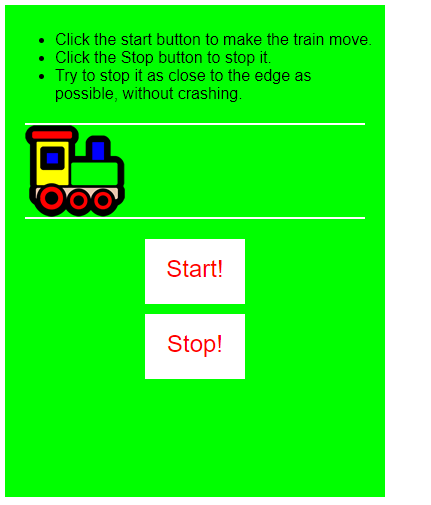 Click the start button to make the train move.
Click the Stop button to stop it.
Try to stop it as close to the edge as
possible, without crashing.
Start!
Stop!